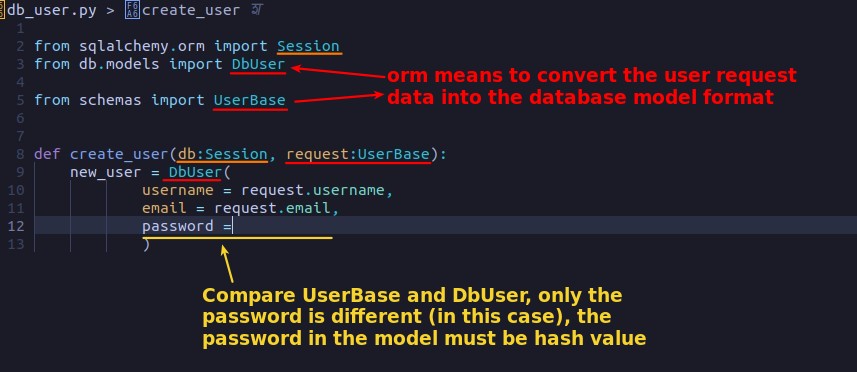 db_user.py > create_user
1
2 from sqlalchemy.orm import Session
3 from db.models import DbUser
4
5 from schemas import UserBase
6
7
8 def create_user(db:Session, request:UserBase):
9 new_user = DbUser(
10 username = request.username,
11 email = request.email,
12 password =
13 )
orm means to convert the user request
data into the database model format
Compare UserBase and DbUser, only the
password is different (in this case), the
password in the model must be hash value